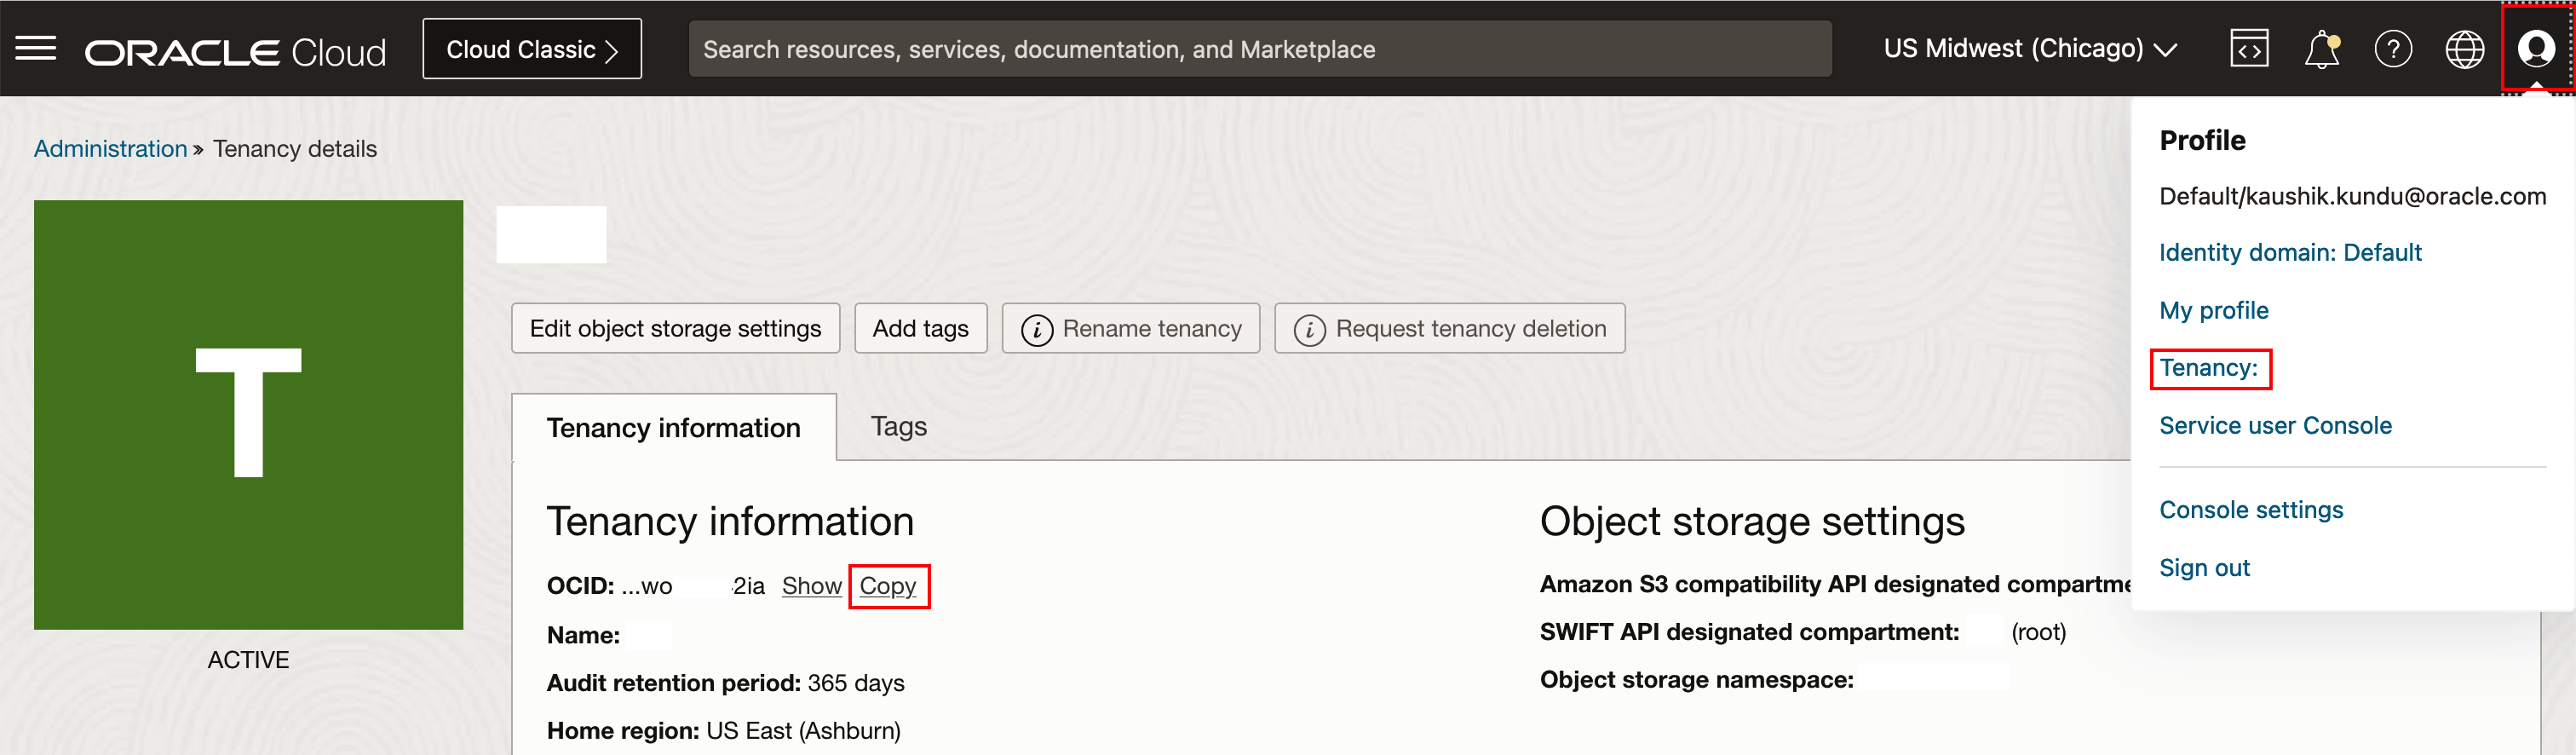 ORACLE Cloud
Cloud Classic >
Search resources, services, documentation, and Marketplace
US Midwest (Chicago)
Administration » Tenancy details
T
ACTIVE
Edit object storage settings
Add tags
Rename tenancy
Request tenancy deletion
Tenancy information
Tags
Tenancy information
OCID: ...wo 2ia Show Copy
Name:
Audit retention period: 365 days
Home region: US East (Ashburn)
Object storage settings
Amazon S3 compatibility API designated
SWIFT API designated compartment: (root)
Object storage namespace:
Profile
Default/kaushik.kundu@oracle.com
Identity domain: Default
My profile
Tenancy:
Service user Console
Console settings
Sign out